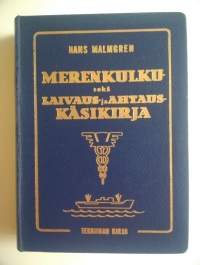 HANS MALMGREN
MERENKULKU-
sekä
LAIVAUS- ja AHTAUS-
KÄSIKIRJA
TEKNIIKAN KIRJA